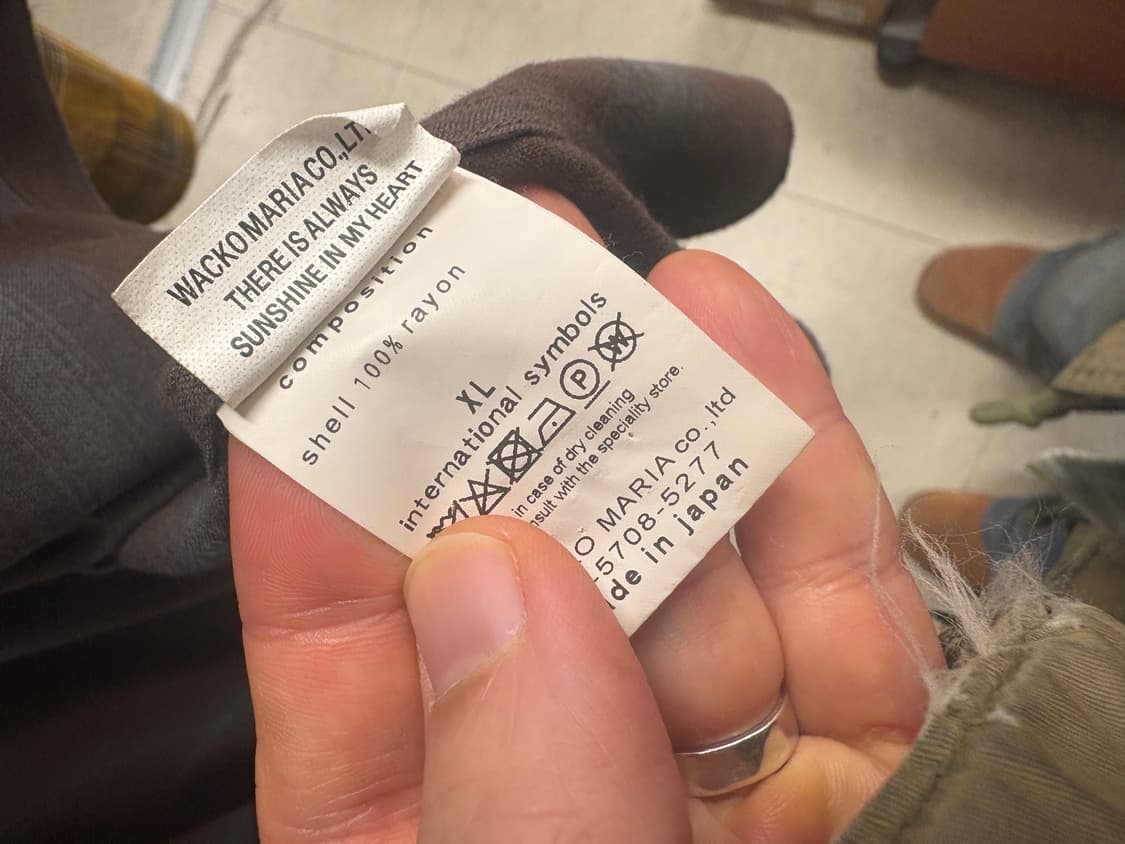 WACKO MARIA CO.,LT
THERE IS ALWAYS
SUNSHINE IN MY HEART
composition
shell 100% rayon
XL
international symbols
P
W
in case of dry cleaning
nsult with the speciality store.
O MARIA co.,ltd
-5708-5277
de in japan